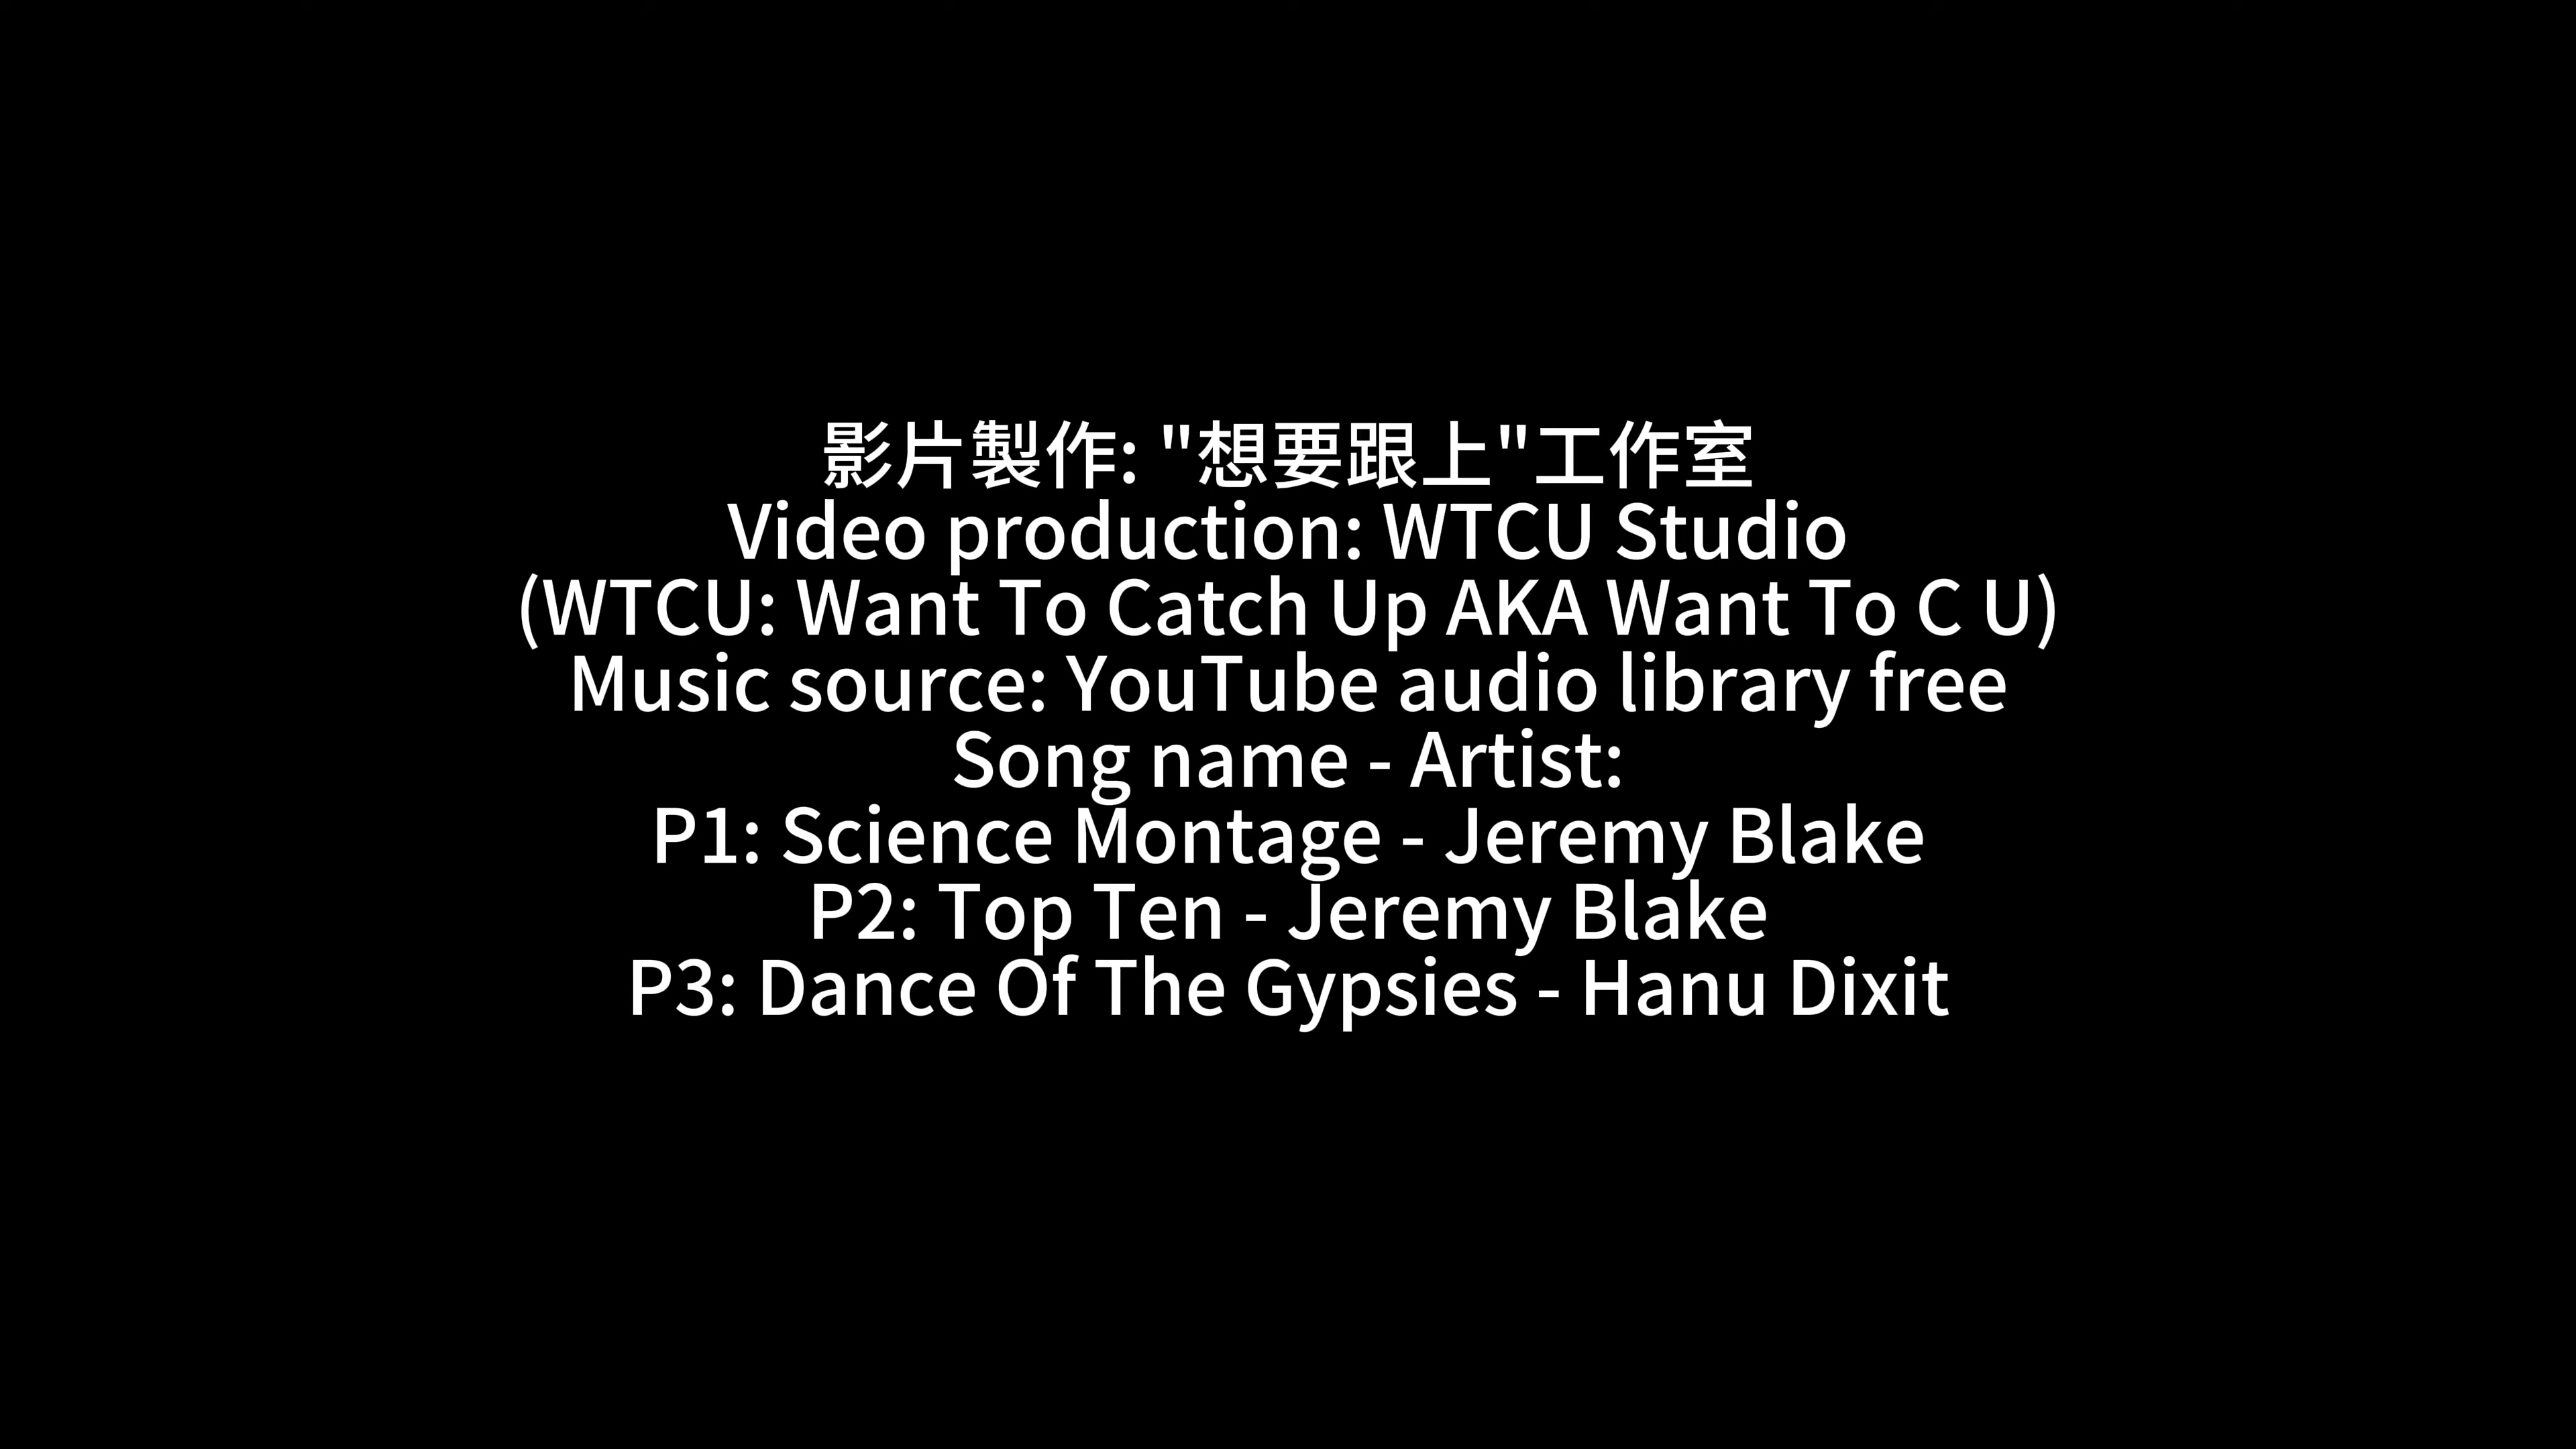 影片製作: "想要跟上"工作室
Video production: WTCU Studio
(WTCU: Want To Catch Up AKA Want To C U)
Music source: YouTube audio library free
Song name - Artist:
P1: Science Montage - Jeremy Blake
P2: Top Ten - Jeremy Blake
P3: Dance Of The Gypsies - Hanu Dixit